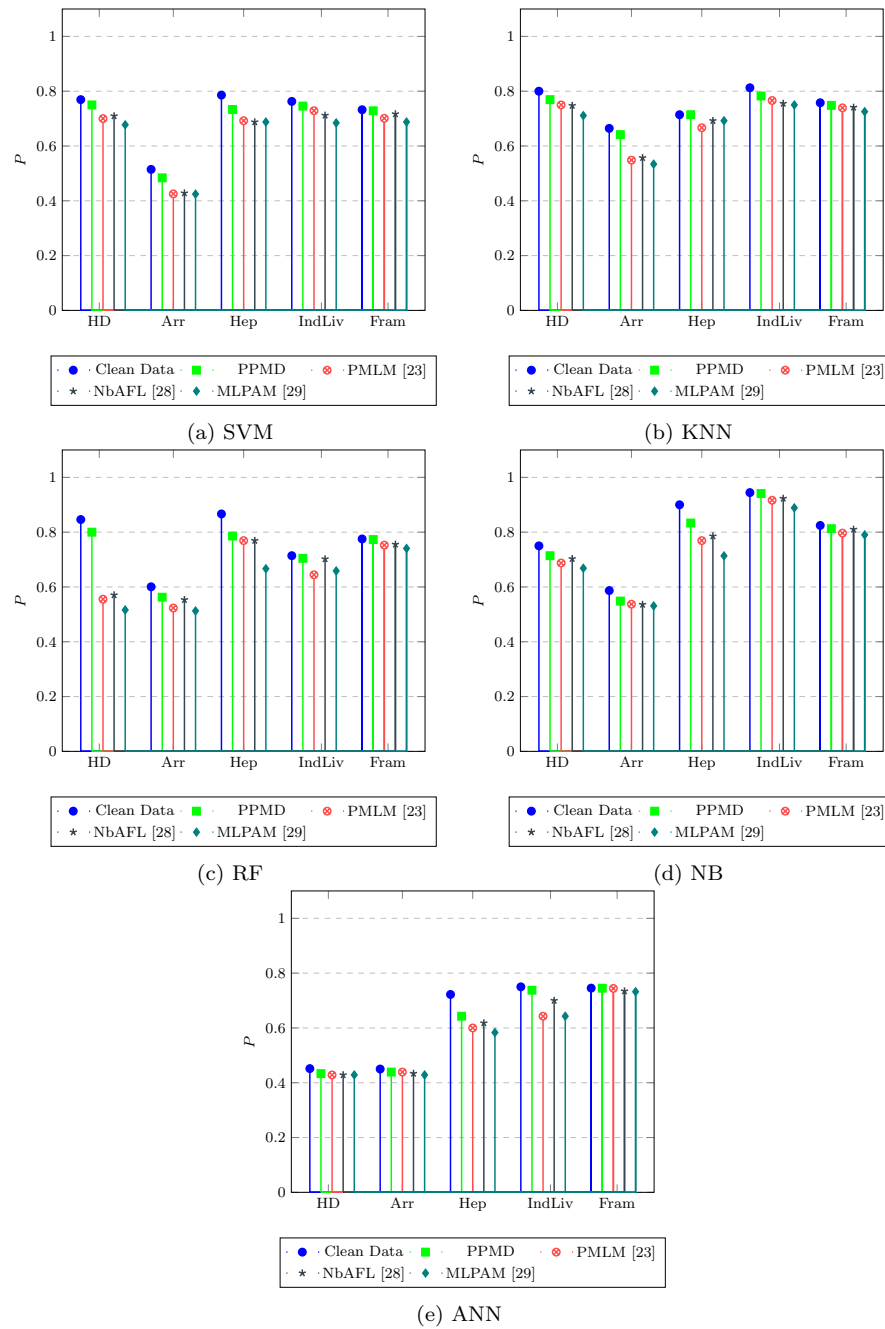 1
0.8
0.6
0.4
0.2
0
P
HD Arr Hep IndLiv Fram
Clean Data PPMD PMLM [23]
NbAFL [28] MLPAM [29]
(a) SVM
1
0.8
0.6
0.4
0.2
0
P
HD Arr Hep IndLiv Fram
Clean Data PPMD PMLM [23]
NbAFL [28] MLPAM [29]
(b) KNN
1
0.8
0.6
0.4
0.2
0
P
HD Arr Hep IndLiv Fram
Clean Data PPMD PMLM [23]
NbAFL [28] MLPAM [29]
(c) RF
1
0.8
0.6
0.4
0.2
0
P
HD Arr Hep IndLiv Fram
Clean Data PPMD PMLM [23]
NbAFL [28] MLPAM [29]
(d) NB
1
0.8
0.6
0.4
0.2
0
P
HD Arr Hep IndLiv Fram
Clean Data PPMD PMLM [23]
NbAFL [28] MLPAM [29]
(e) ANN